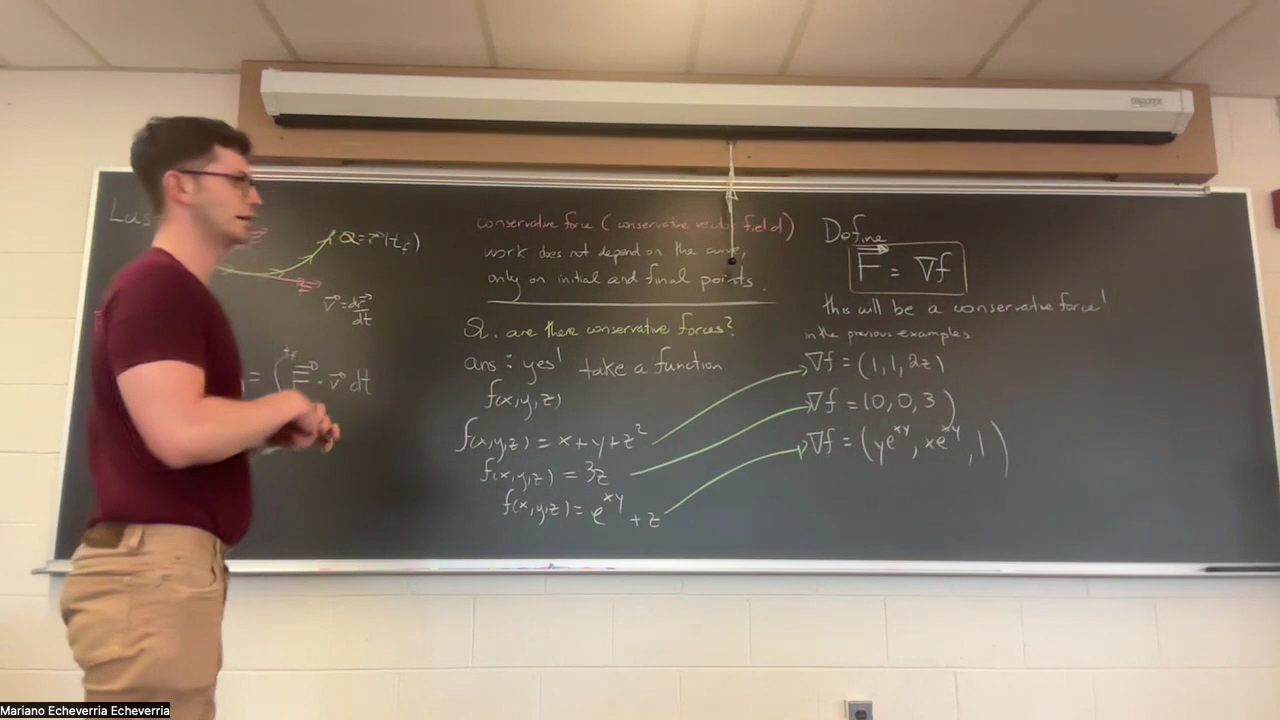 Las
Q = r⃗(t_f)
F⃗
v⃗ = dr⃗/dt
= ∫^{t_f} F⃗ · v⃗ dt
conservative force ( conservative vector field)
work does not depend on the curve,
only on initial and final points.
Q. are there conservative forces?
ans: yes! take a function
f(x,y,z)
f(x,y,z) = x+y+z²
f(x,y,z) = 3z
f(x,y,z) = e^{xy} + z
Define
F⃗ = ∇f
this will be a conservative force!
in the previous examples
∇f = (1, 1, 2z)
∇f = (0, 0, 3)
∇f = (ye^{xy}, xe^{xy}, 1)
Mariano Echeverria Echeverria